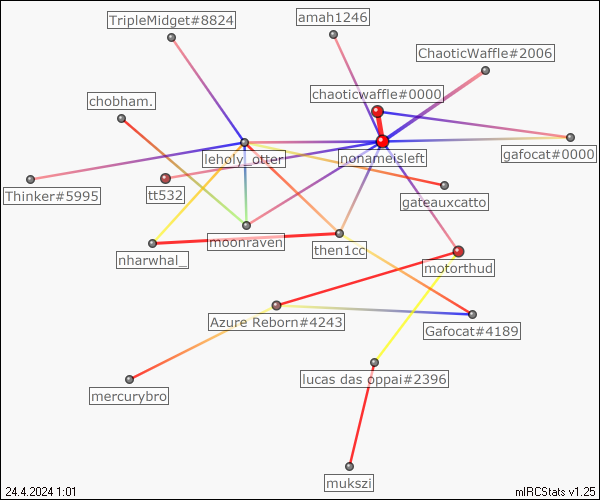 TripleMidget#8824
amah1246
ChaoticWaffle#2006
chaoticwaffle#0000
chobham.
leholy_otter
nonameisleft
gafocat#0000
Thinker#5995
tt532
gateauxcatto
moonraven
then1cc
nharwhal_
motorthud
Azure Reborn#4243
Gafocat#4189
lucas das oppai#2396
mercurybro
mukszi
24.4.2024 1:01
mIRCStats v1.25